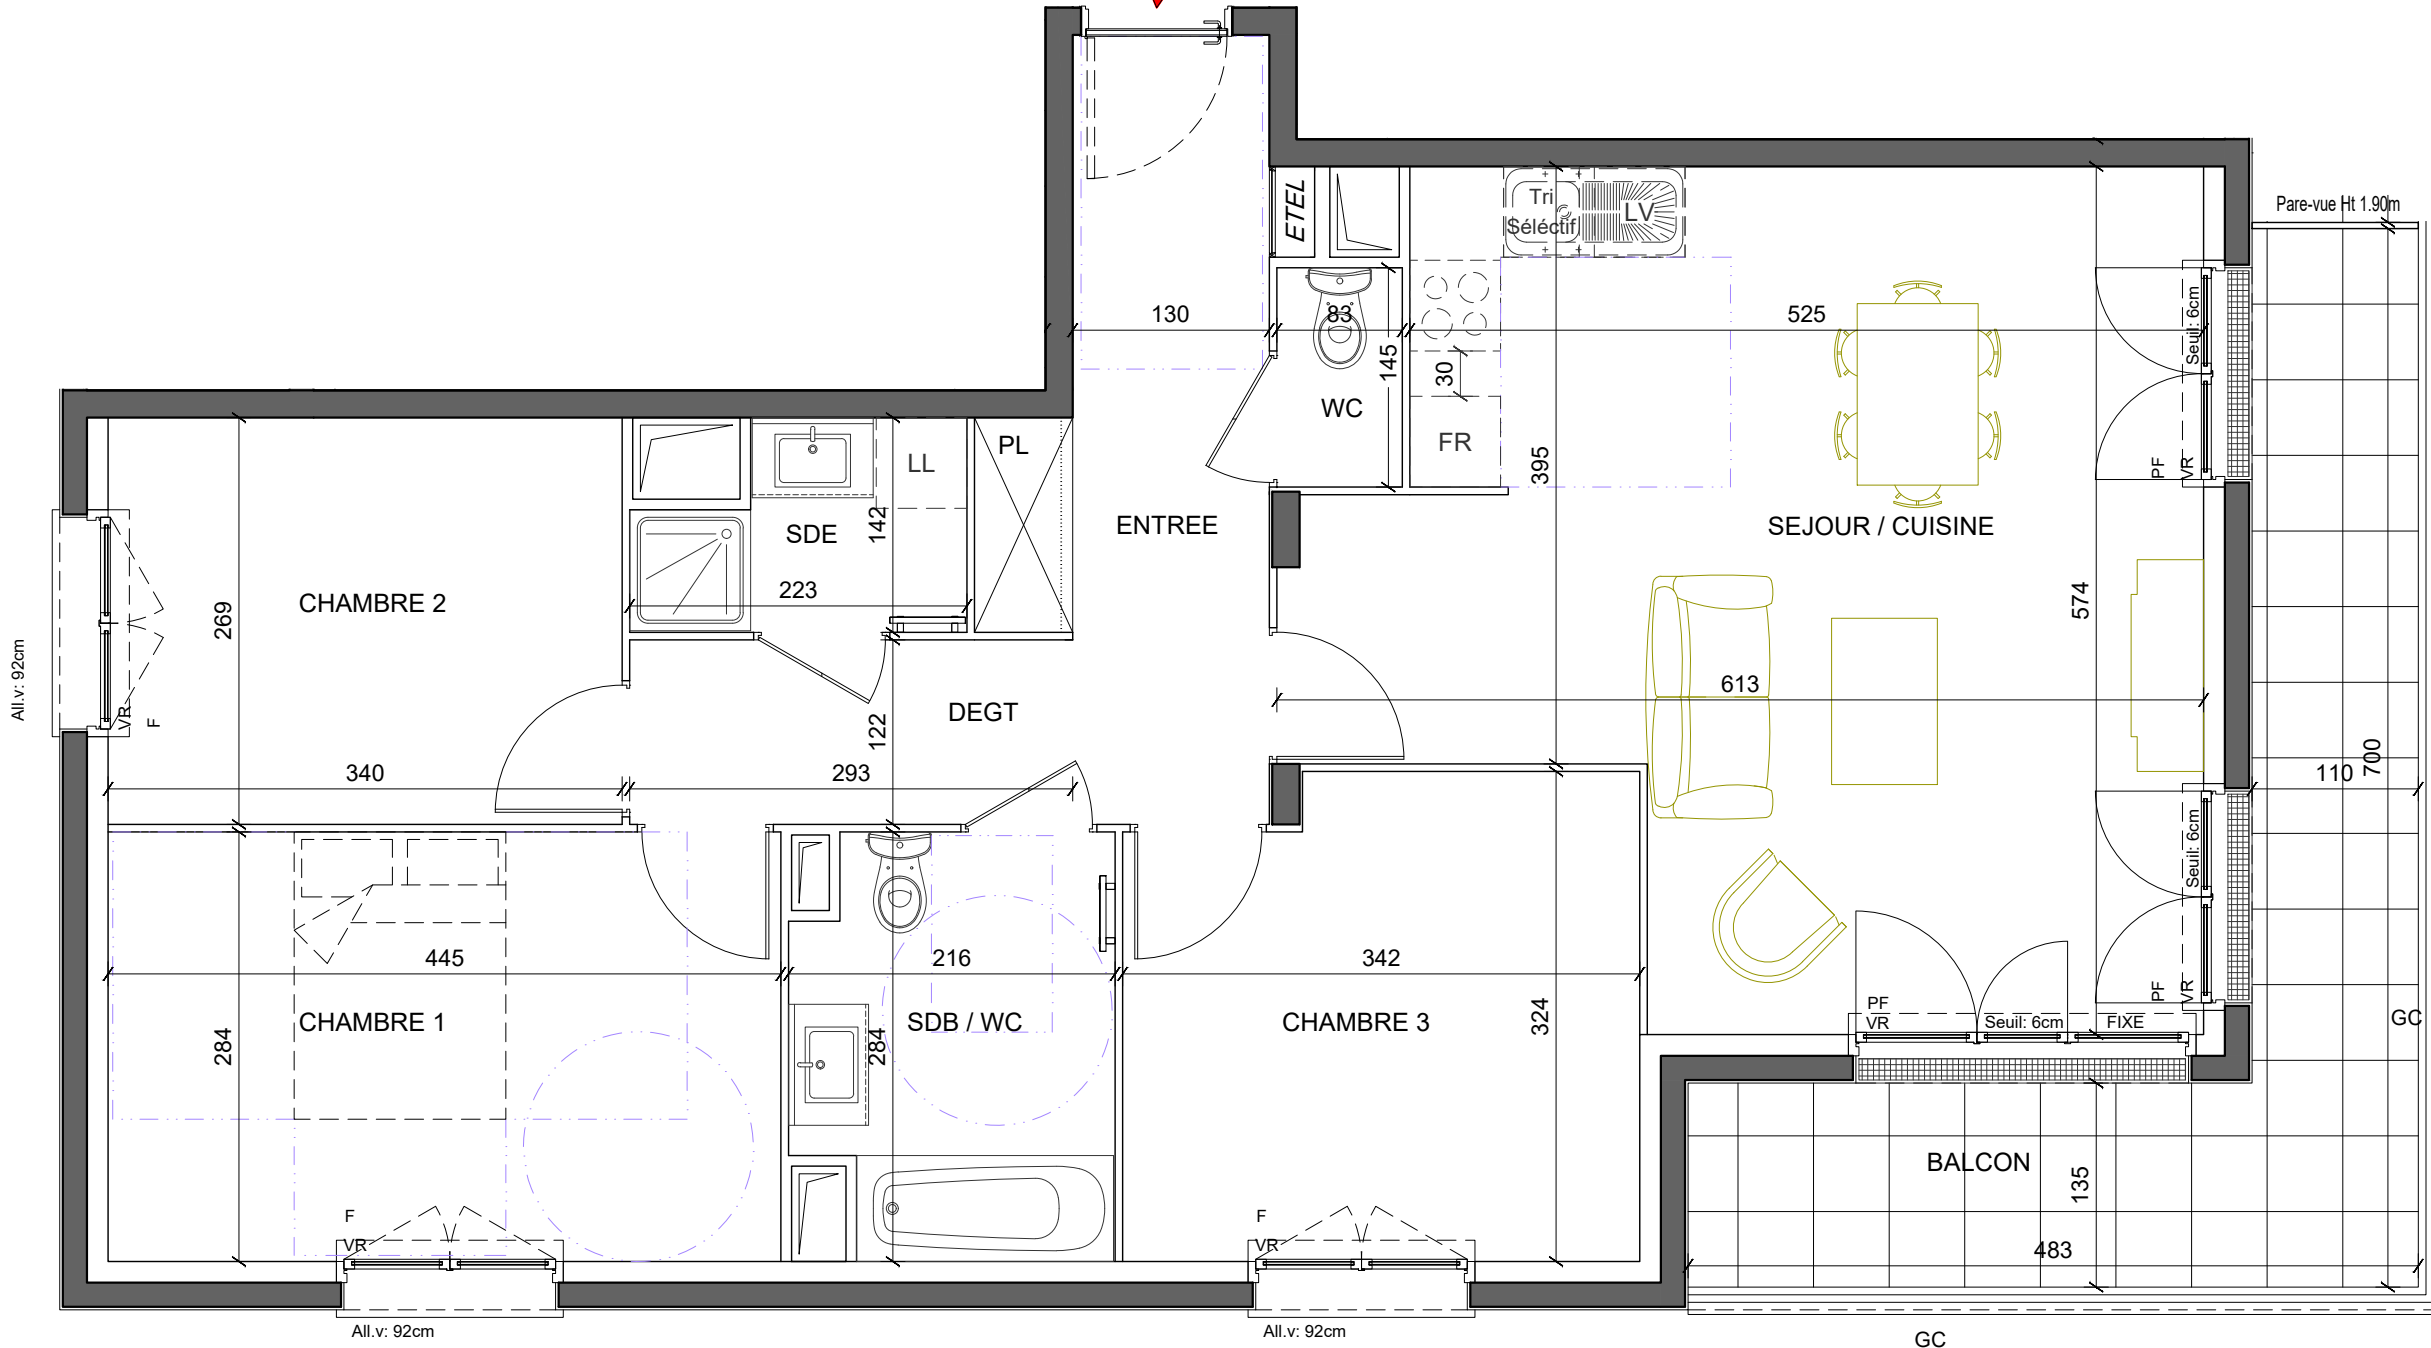 Pare-vue Ht 1.90m
ETEL
Tri
Séléctif
LV
130
83
525
Seuil: 6cm
145
30
WC
FR
395
PF
VR
PL
LL
SDE
142
ENTREE
SEJOUR / CUISINE
223
CHAMBRE 2
269
574
All.v: 92cm
VR
F
DEGT
122
613
340
293
110
700
Seuil: 6cm
445
216
342
PF
VR
PF
VR
Seuil: 6cm
FIXE
GC
CHAMBRE 1
284
SDB / WC
284
CHAMBRE 3
324
BALCON
135
F
VR
F
VR
483
All.v: 92cm
All.v: 92cm
GC